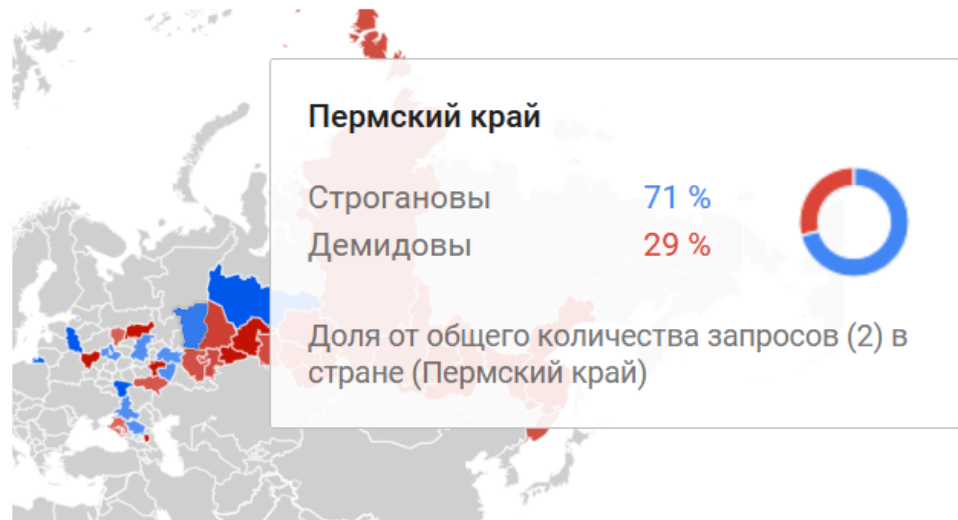 Пермский край
Строгановы 71 %
Демидовы 29 %
Доля от общего количества запросов (2) в
стране (Пермский край)